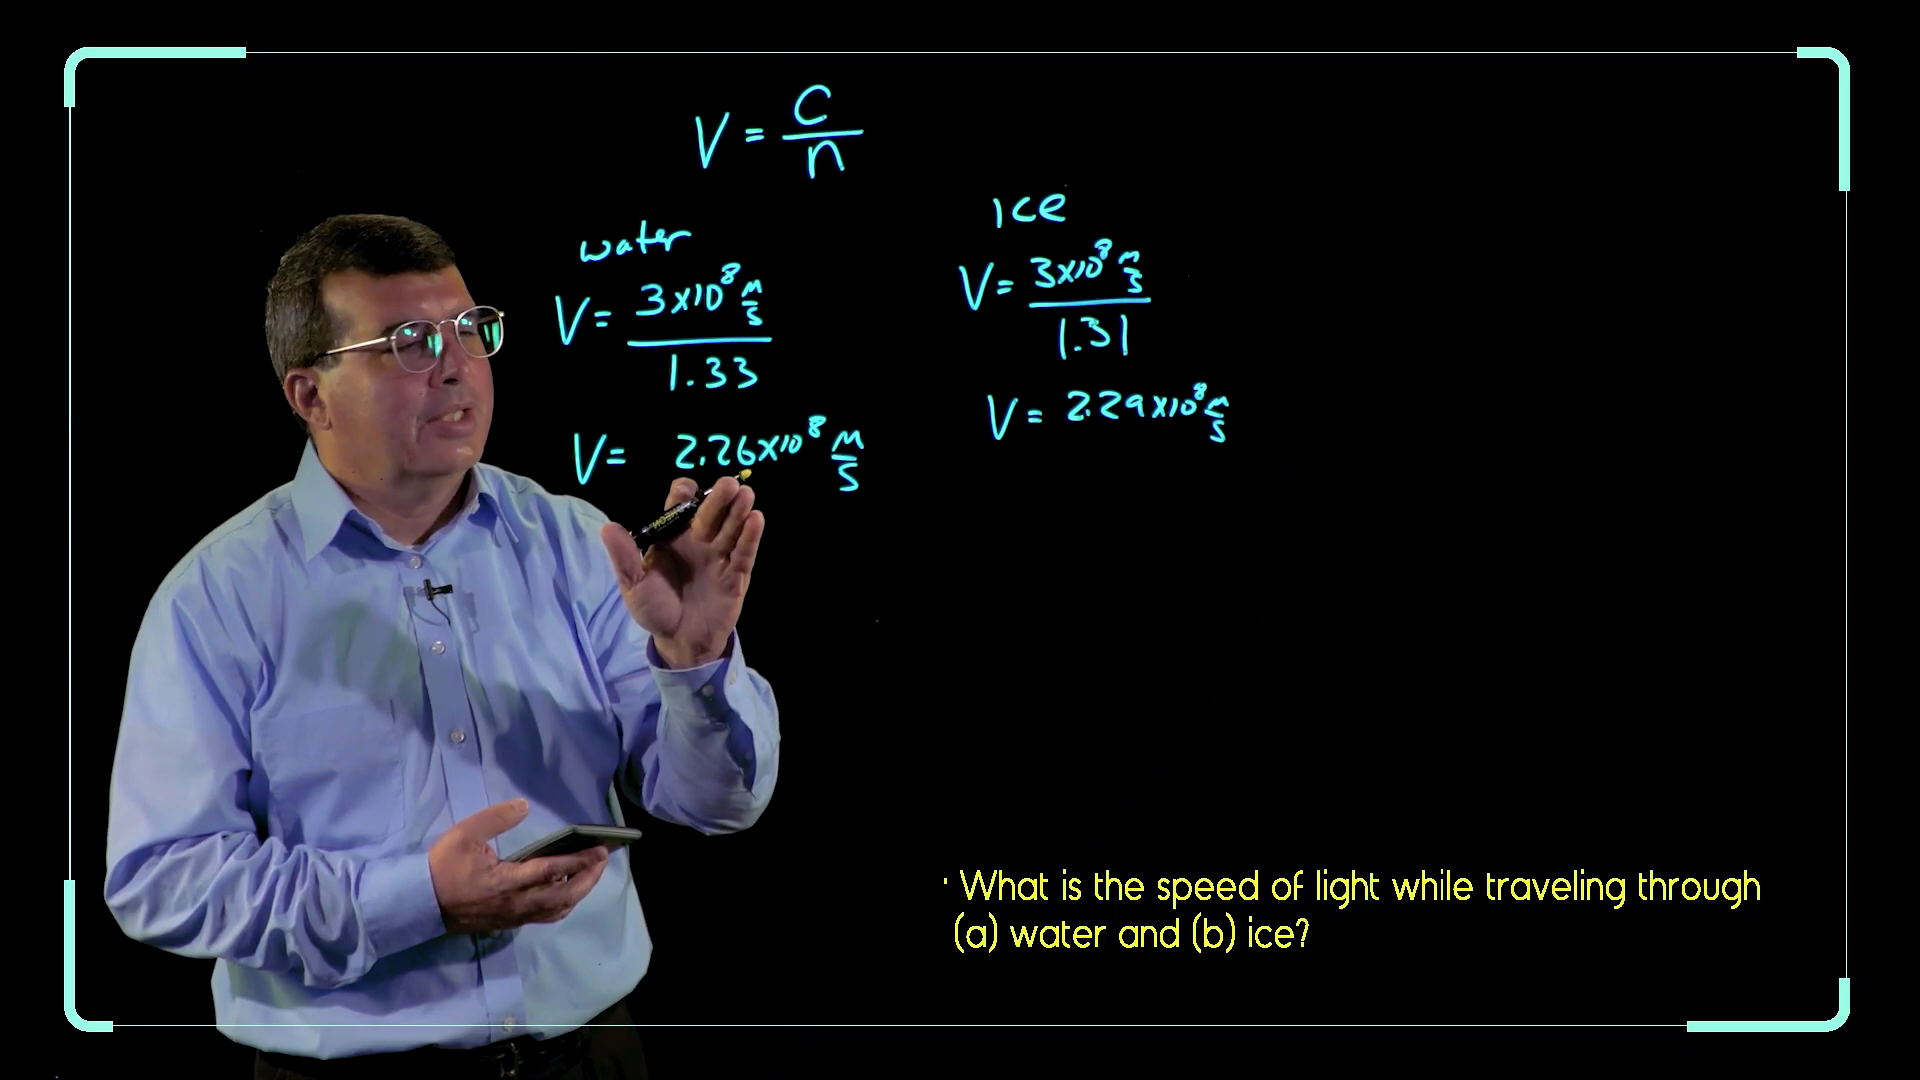 V = c/n
water
V = 3x10⁸ m/s / 1.33
V = 2.26x10⁸ m/s
ice
V = 3x10⁸ m/s / 1.31
V = 2.29x10⁸ m/s
· What is the speed of light while traveling through
(a) water and (b) ice?